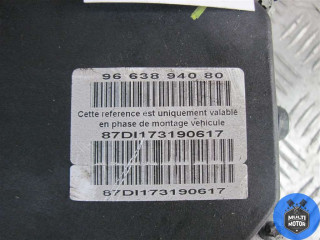 96 638 940 80
Cette reference est uniquement valable
en phase de montage vehicule
87DI173190617
87DI173190617
MULTI
MOTOR